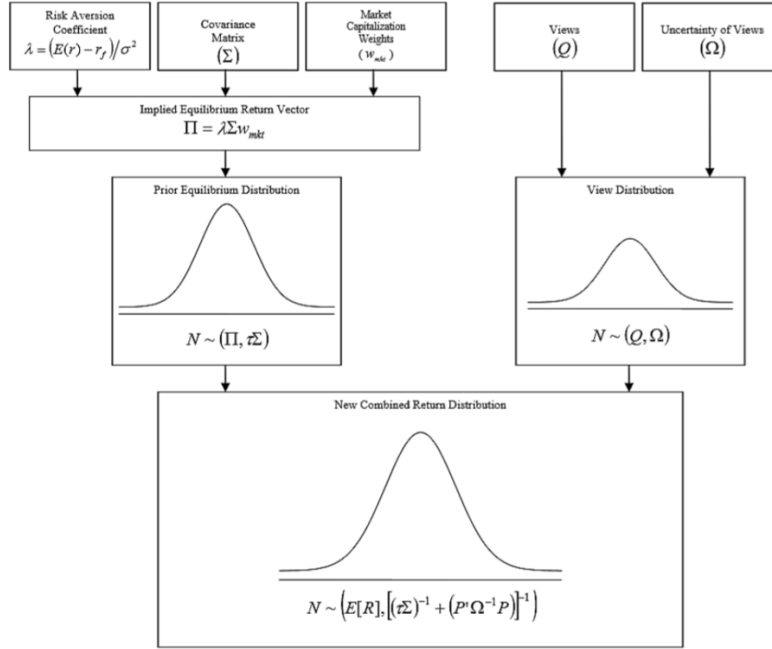 Risk Aversion
Coefficient
λ = (E(r) − r_f)/σ²
Covariance
Matrix
(Σ)
Market
Capitalization
Weights
(w_mkt)
Views
(Q)
Uncertainty of Views
(Ω)
Implied Equilibrium Return Vector
Π = λΣw_mkt
Prior Equilibrium Distribution
N ~ (Π, τΣ)
View Distribution
N ~ (Q, Ω)
New Combined Return Distribution
N ~ (E[R], [(τΣ)⁻¹ + (P'Ω⁻¹P)]⁻¹)